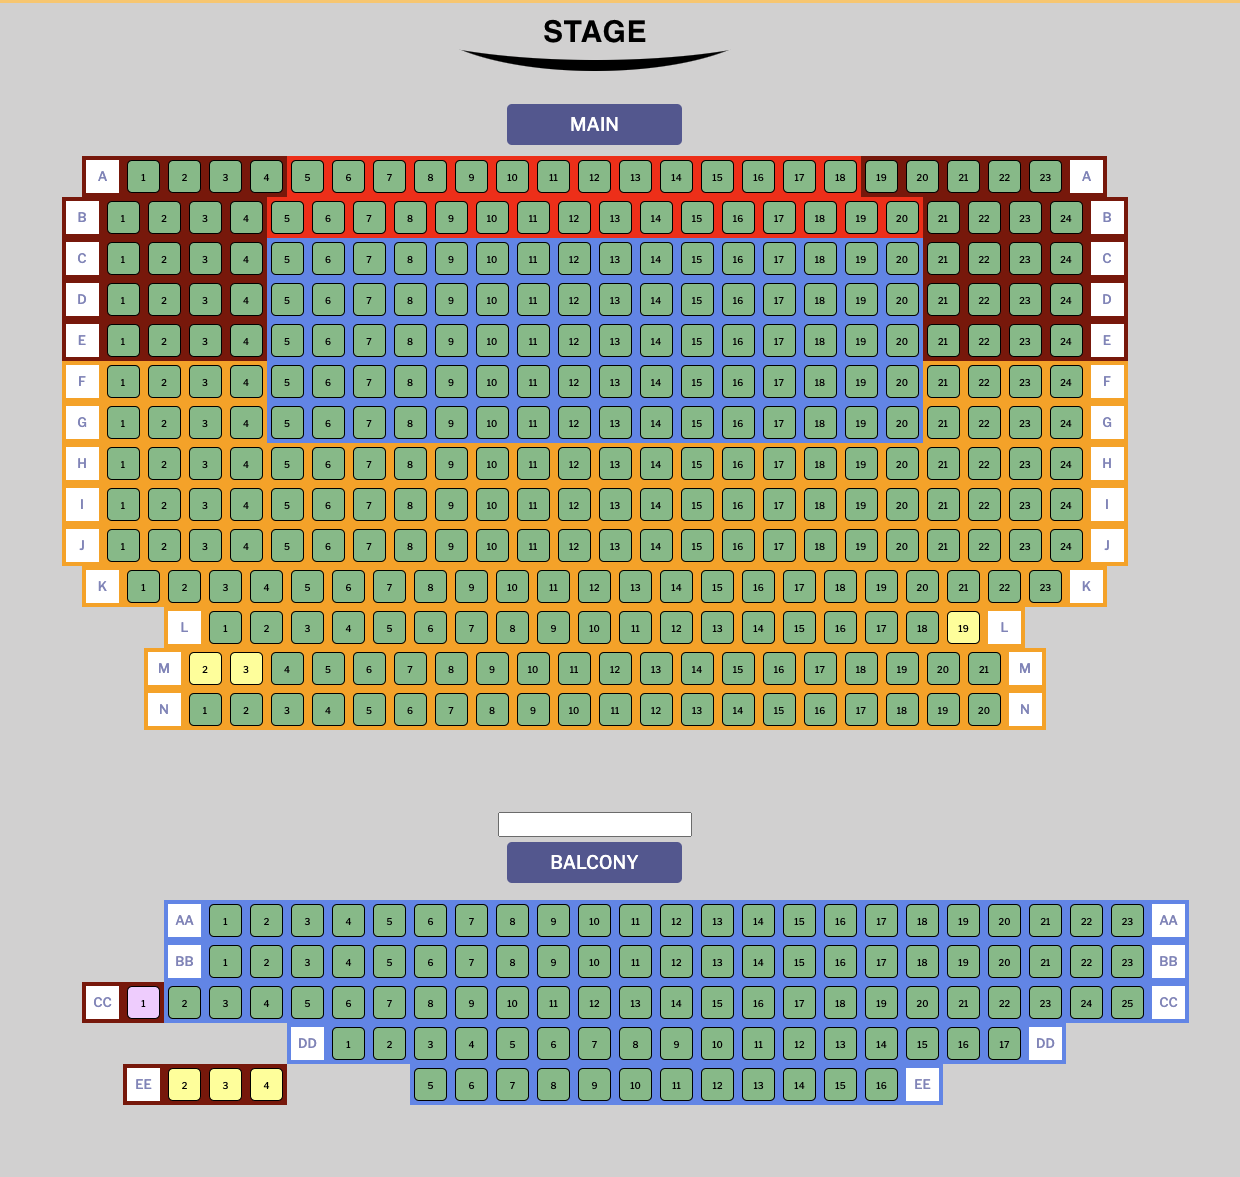 STAGE
MAIN
A 1 2 3 4 5 6 7 8 9 10 11 12 13 14 15 16 17 18 19 20 21 22 23 A
B 1 2 3 4 5 6 7 8 9 10 11 12 13 14 15 16 17 18 19 20 21 22 23 24 B
C 1 2 3 4 5 6 7 8 9 10 11 12 13 14 15 16 17 18 19 20 21 22 23 24 C
D 1 2 3 4 5 6 7 8 9 10 11 12 13 14 15 16 17 18 19 20 21 22 23 24 D
E 1 2 3 4 5 6 7 8 9 10 11 12 13 14 15 16 17 18 19 20 21 22 23 24 E
F 1 2 3 4 5 6 7 8 9 10 11 12 13 14 15 16 17 18 19 20 21 22 23 24 F
G 1 2 3 4 5 6 7 8 9 10 11 12 13 14 15 16 17 18 19 20 21 22 23 24 G
H 1 2 3 4 5 6 7 8 9 10 11 12 13 14 15 16 17 18 19 20 21 22 23 24 H
I 1 2 3 4 5 6 7 8 9 10 11 12 13 14 15 16 17 18 19 20 21 22 23 24 I
J 1 2 3 4 5 6 7 8 9 10 11 12 13 14 15 16 17 18 19 20 21 22 23 24 J
K 1 2 3 4 5 6 7 8 9 10 11 12 13 14 15 16 17 18 19 20 21 22 23 K
L 1 2 3 4 5 6 7 8 9 10 11 12 13 14 15 16 17 18 19 L
M 2 3 4 5 6 7 8 9 10 11 12 13 14 15 16 17 18 19 20 21 M
N 1 2 3 4 5 6 7 8 9 10 11 12 13 14 15 16 17 18 19 20 N
BALCONY
AA 1 2 3 4 5 6 7 8 9 10 11 12 13 14 15 16 17 18 19 20 21 22 23 AA
BB 1 2 3 4 5 6 7 8 9 10 11 12 13 14 15 16 17 18 19 20 21 22 23 BB
CC 1 2 3 4 5 6 7 8 9 10 11 12 13 14 15 16 17 18 19 20 21 22 23 24 25 CC
DD 1 2 3 4 5 6 7 8 9 10 11 12 13 14 15 16 17 DD
EE 2 3 4 5 6 7 8 9 10 11 12 13 14 15 16 EE